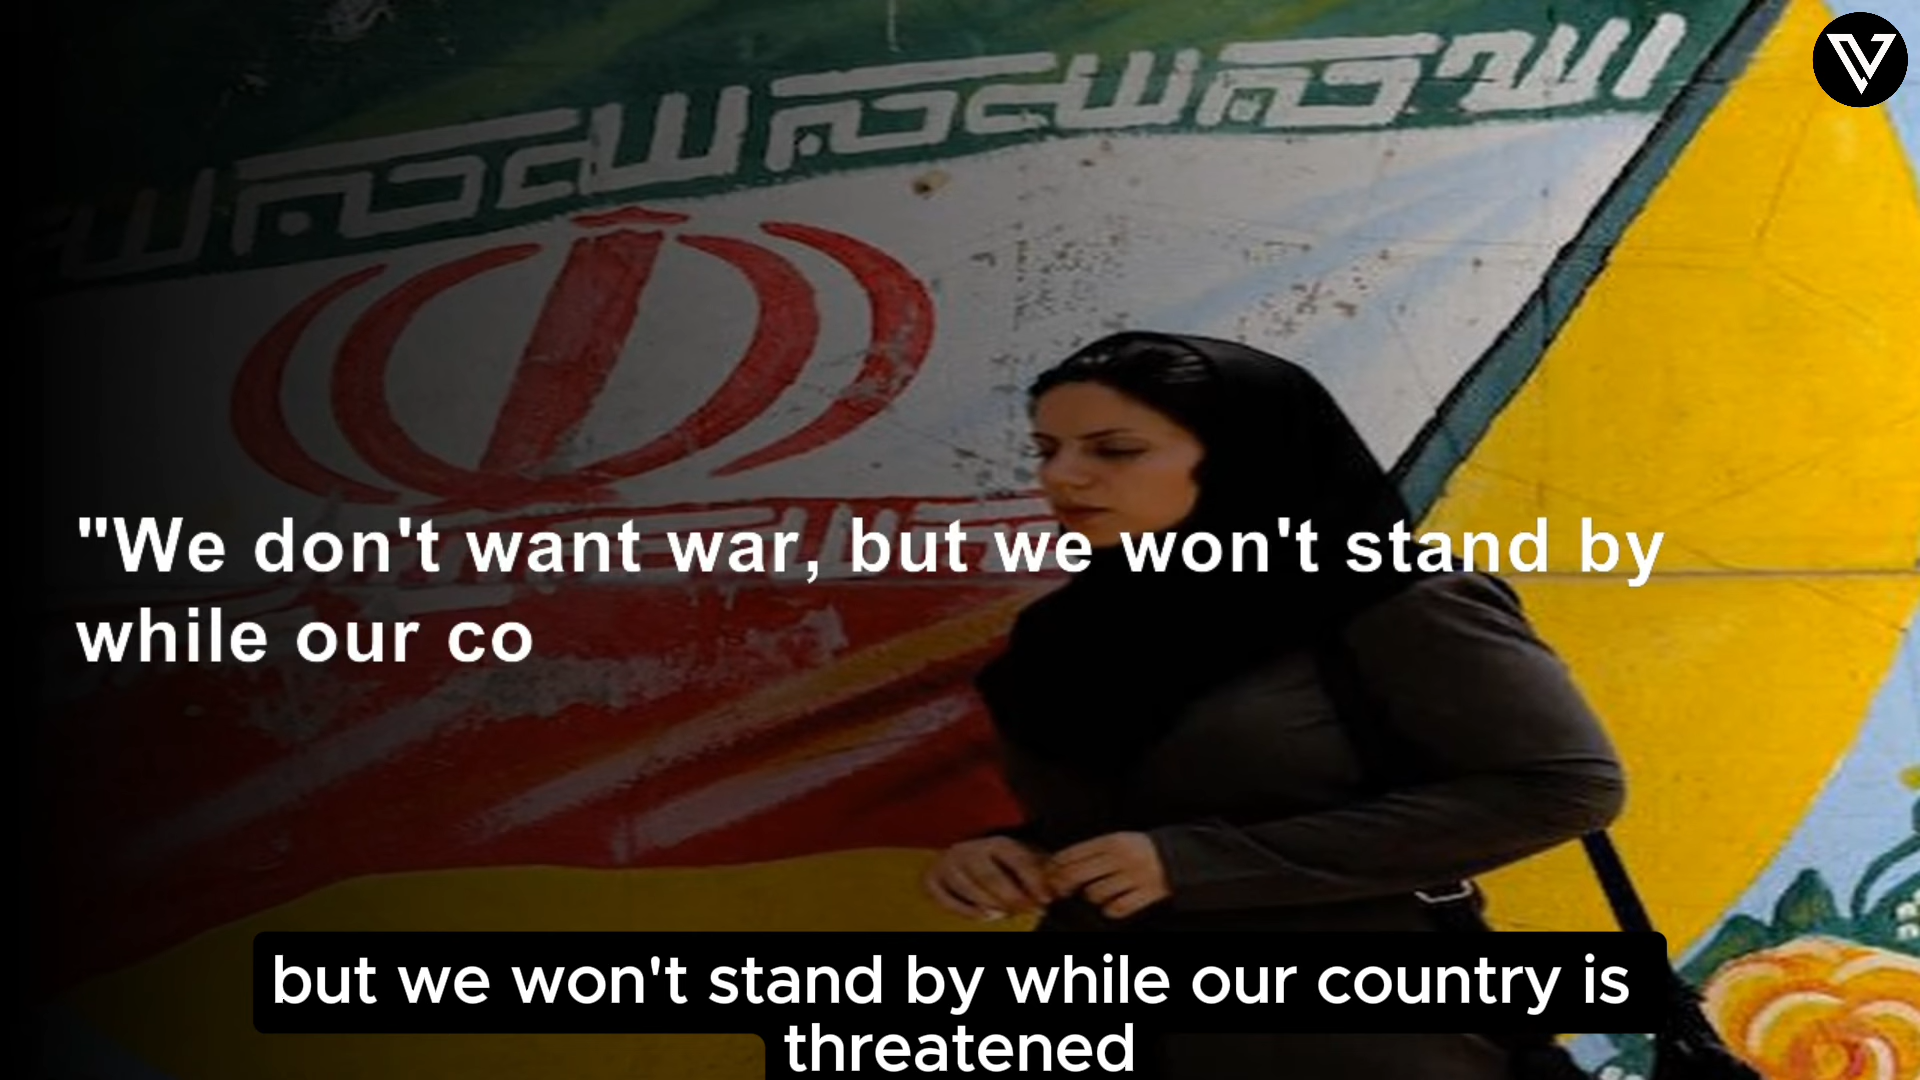 "We don't want war, but we won't stand by
while our co
but we won't stand by while our country is
threatened